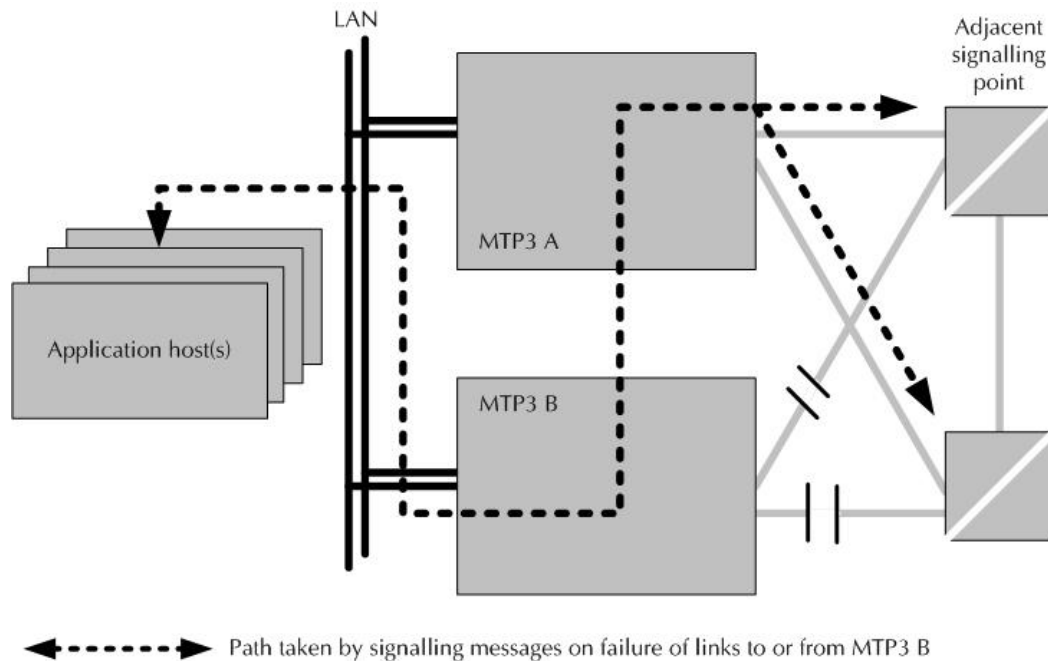 LAN
Adjacent
signalling
point
MTP3 A
Application host(s)
MTP3 B
Path taken by signalling messages on failure of links to or from MTP3 B